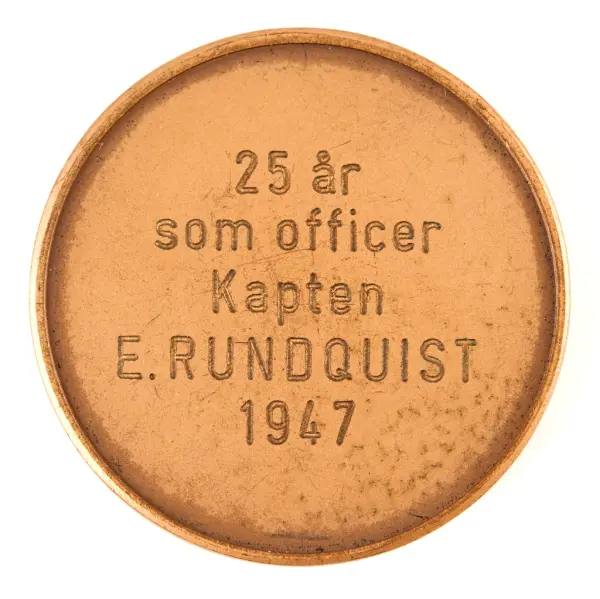 25 år
som officer
Kapten
E.RUNDQUIST
1947